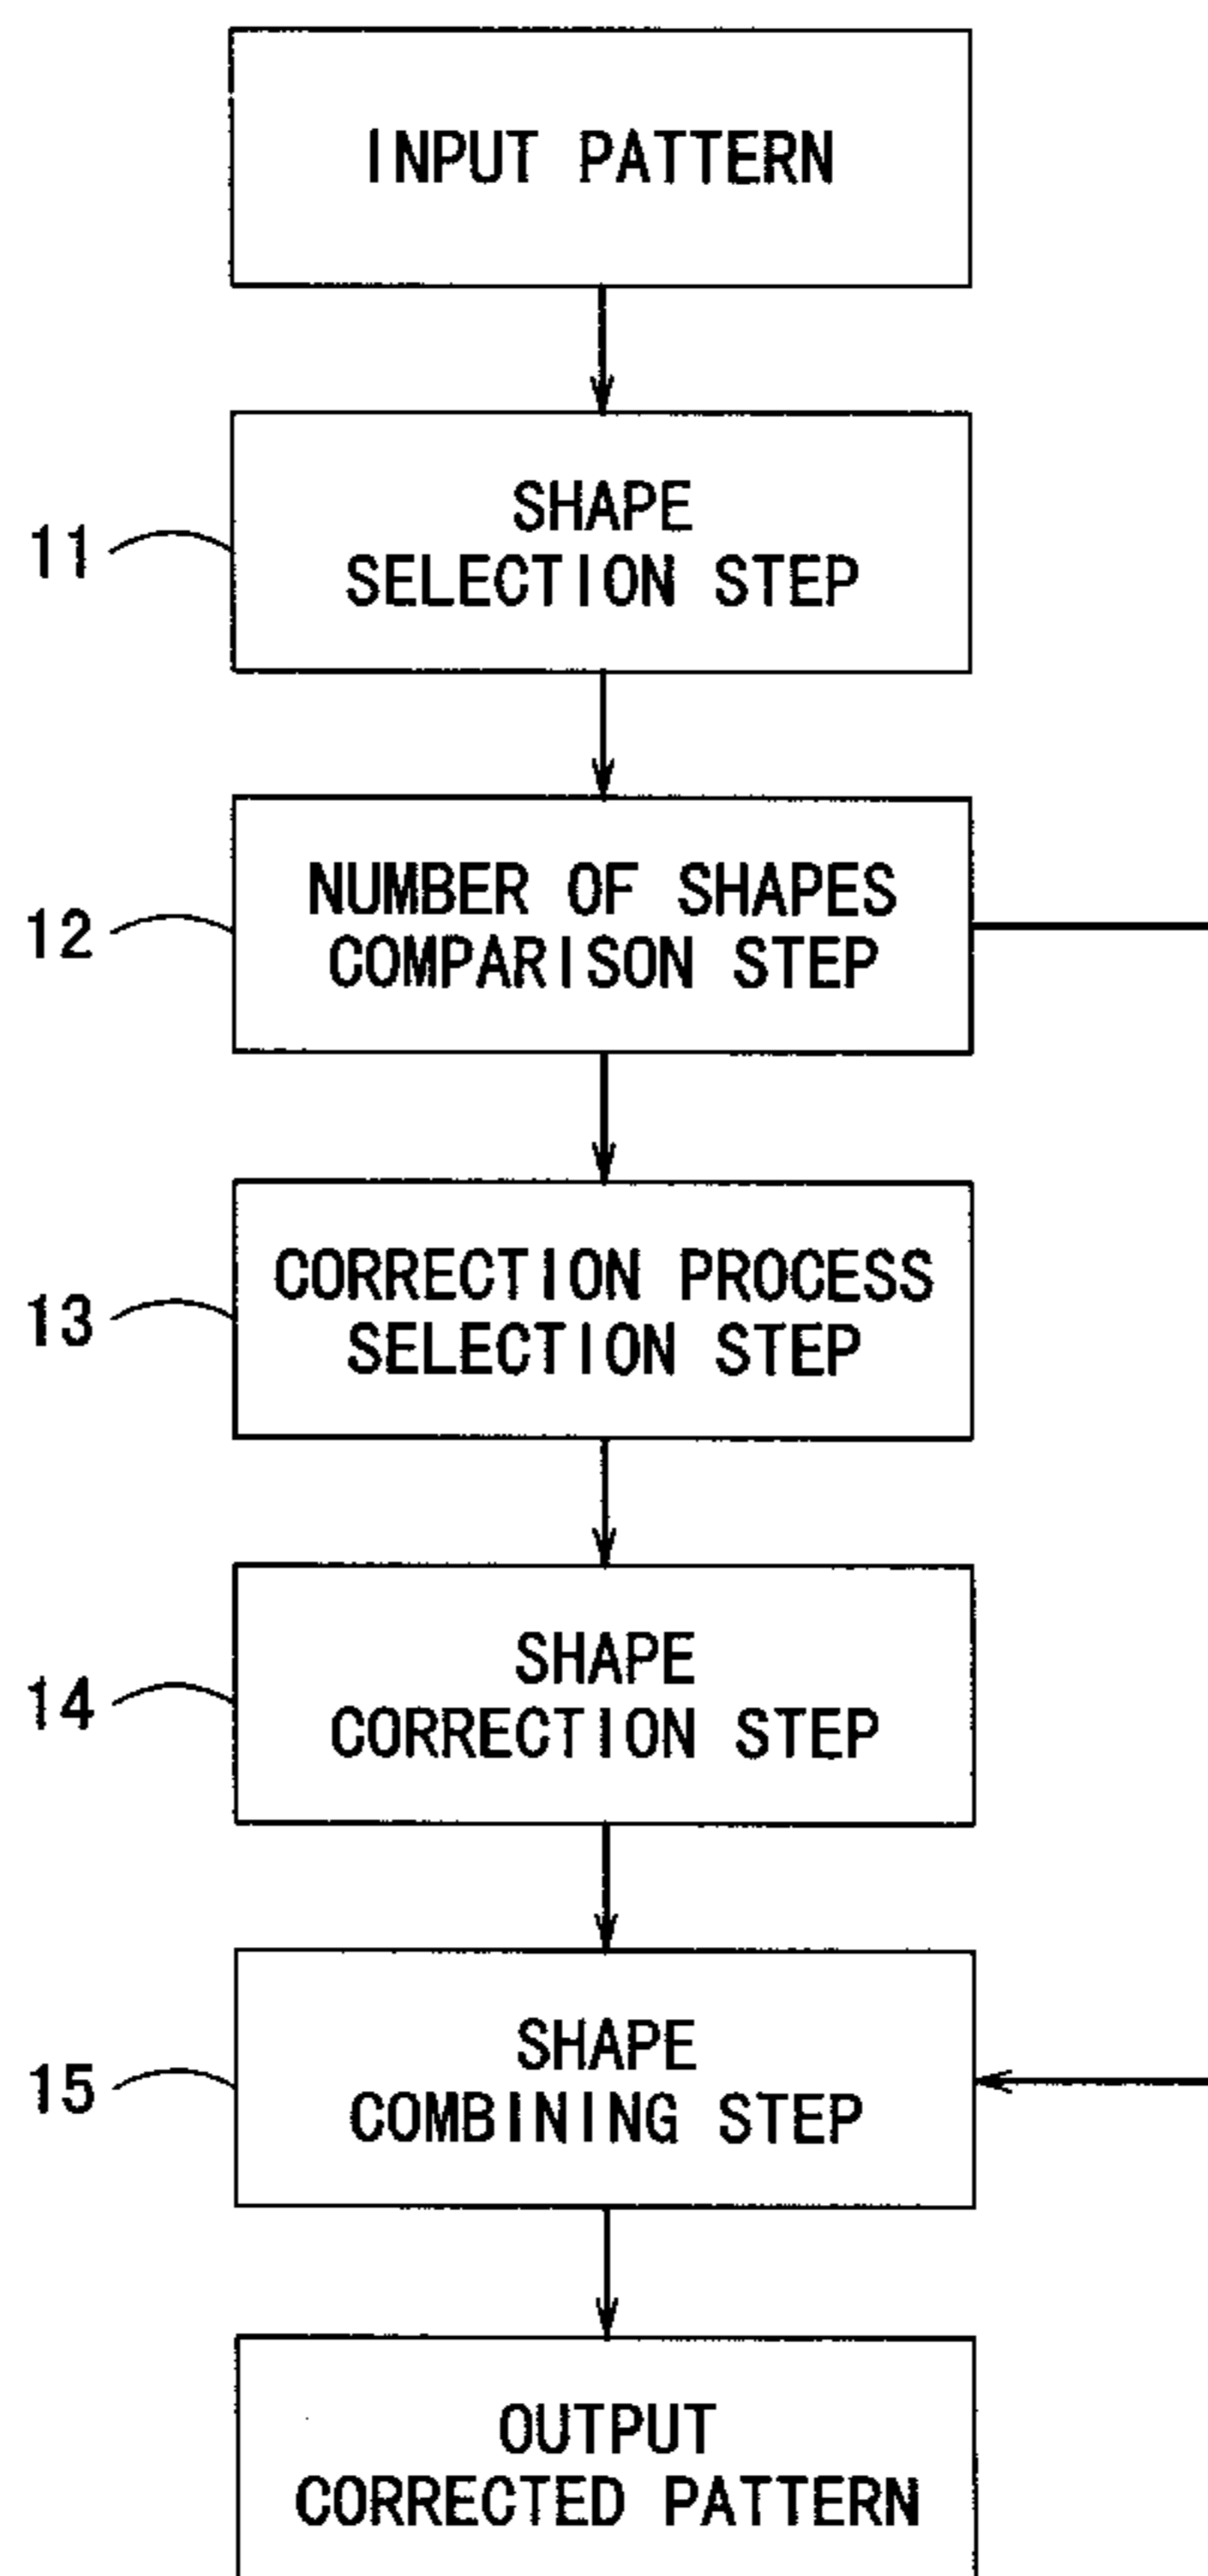 INPUT PATTERN
11
SHAPE
SELECTION STEP
12
NUMBER OF SHAPES
COMPARISON STEP
13
CORRECTION PROCESS
SELECTION STEP
14
SHAPE
CORRECTION STEP
15
SHAPE
COMBINING STEP
OUTPUT
CORRECTED PATTERN